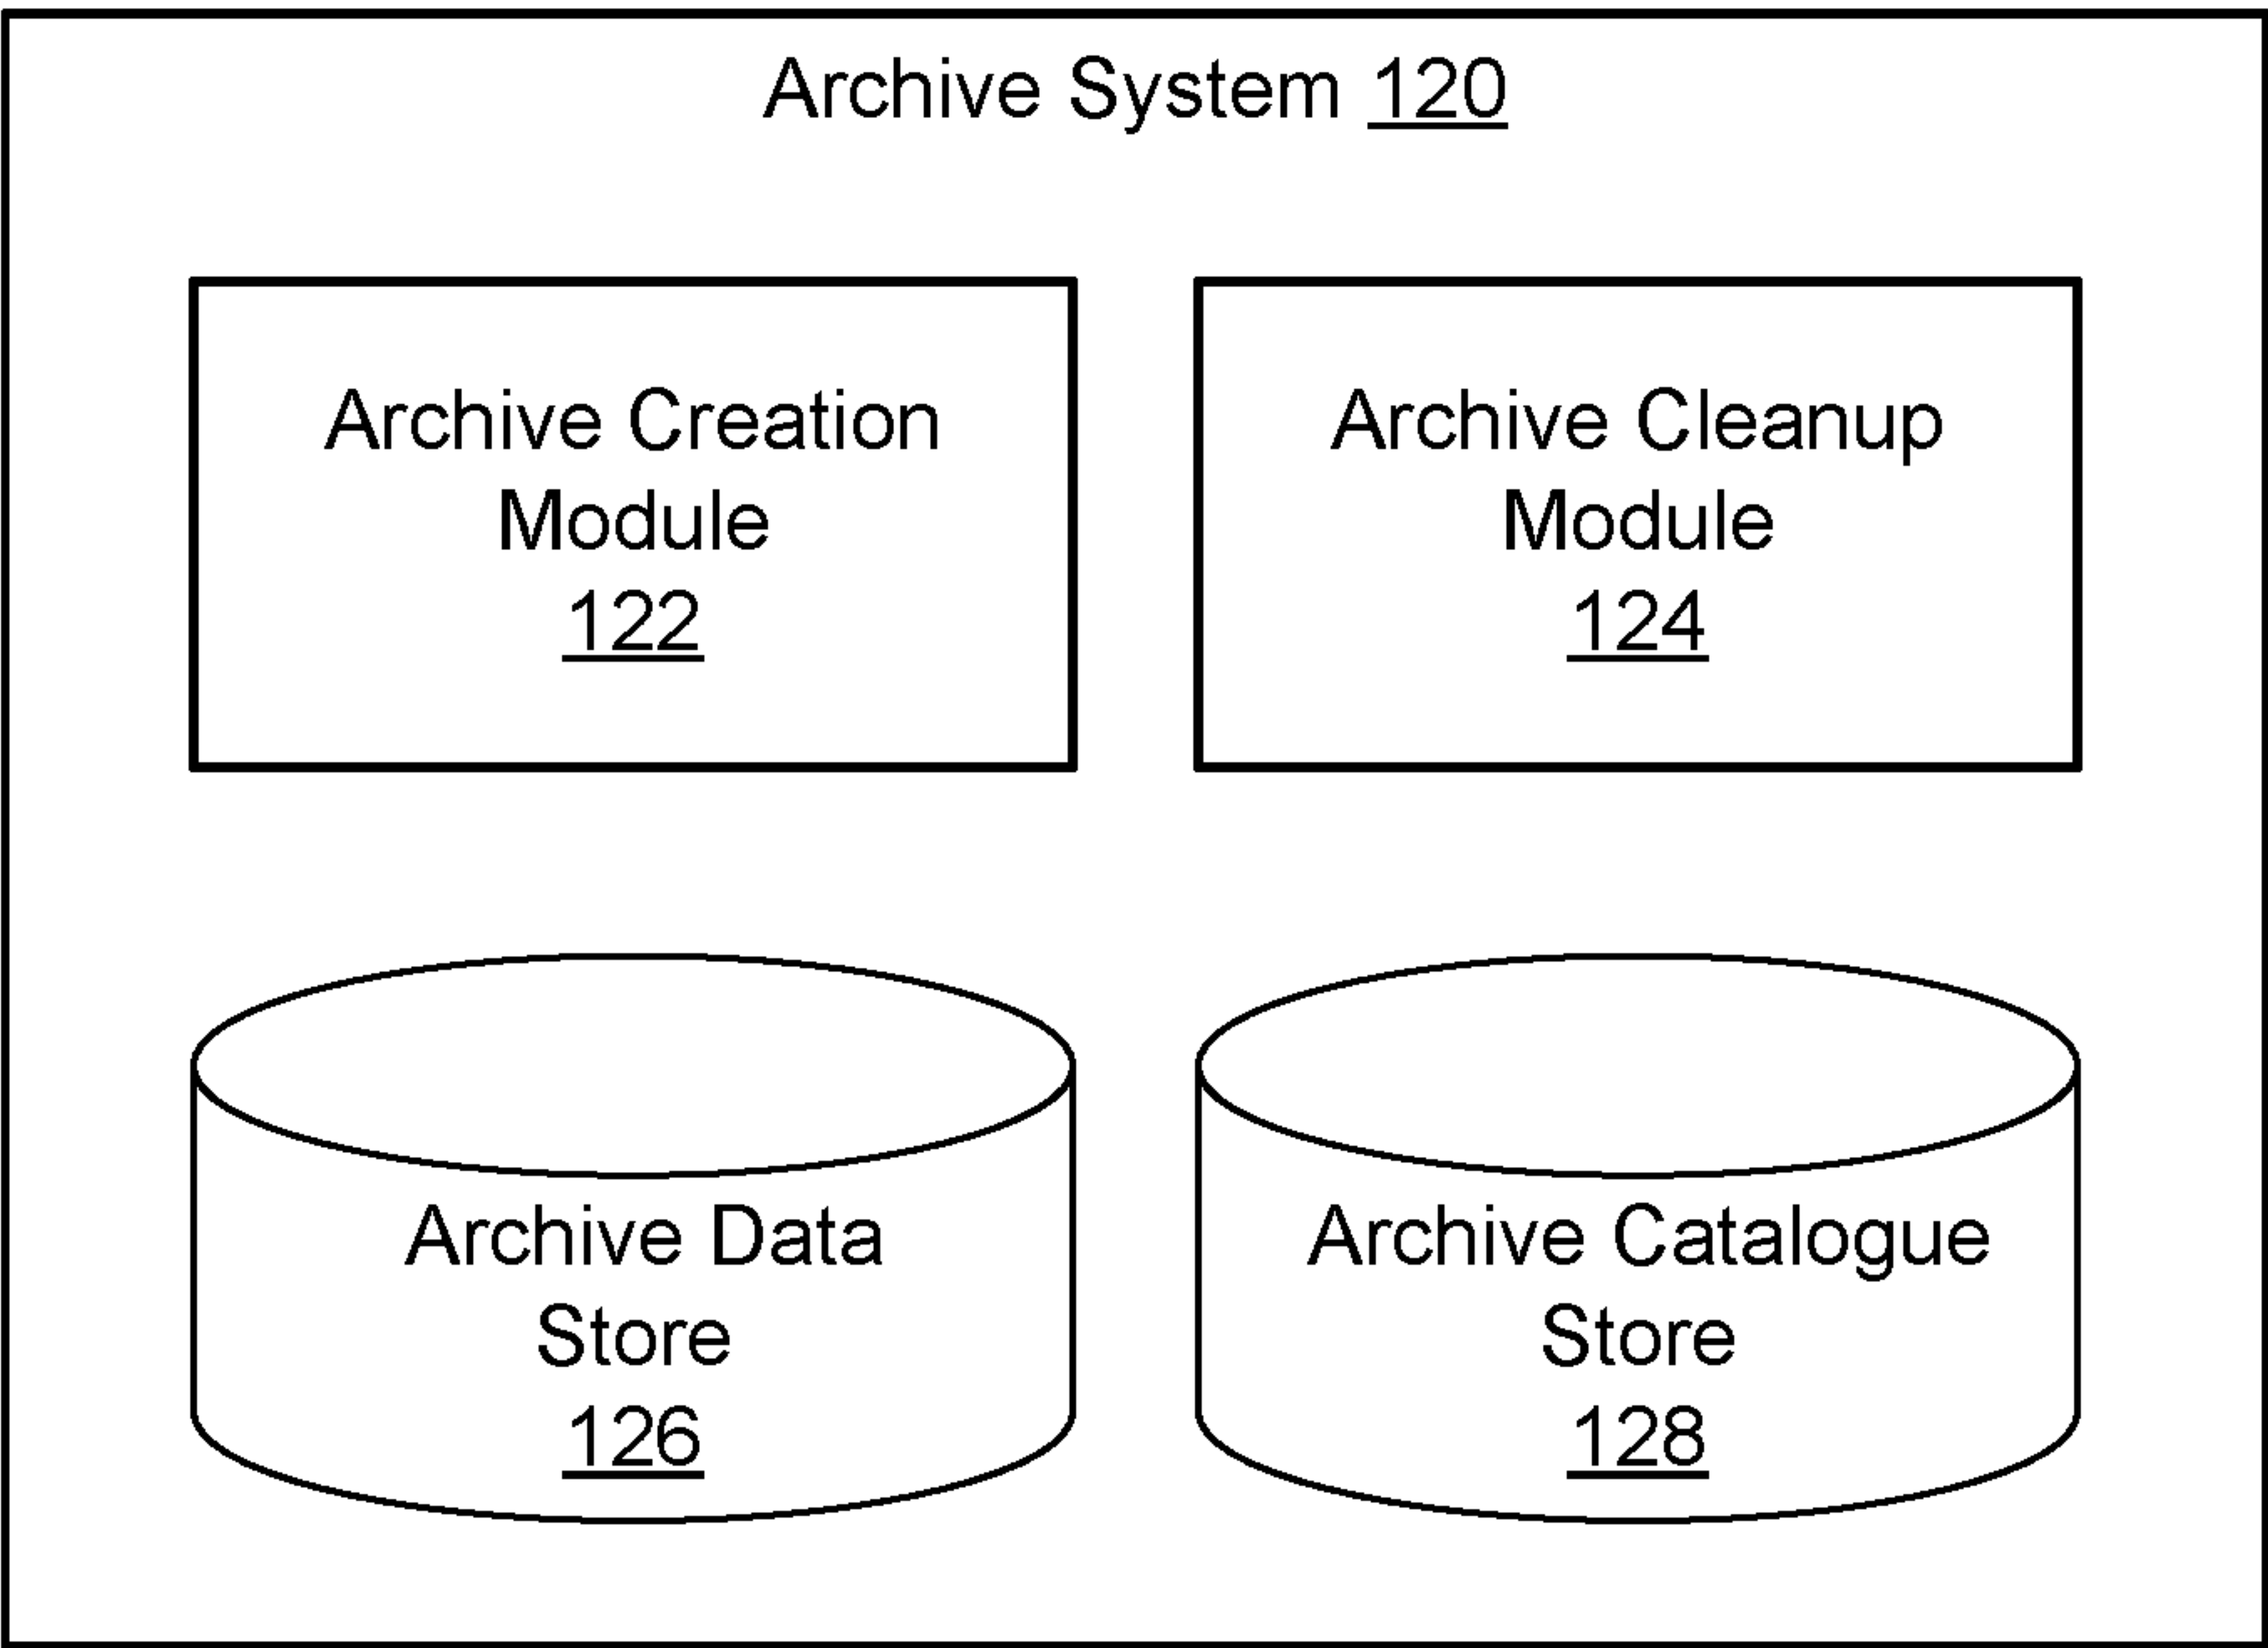 Archive System 120
Archive Creation
Module
122
Archive Cleanup
Module
124
Archive Data
Store
126
Archive Catalogue
Store
128